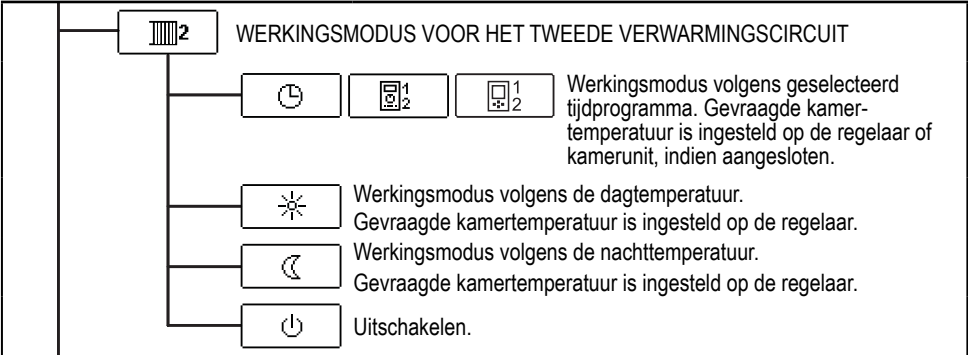 2 WERKINGSMODUS VOOR HET TWEEDE VERWARMINGSCIRCUIT
1 2 1 2
Werkingsmodus volgens geselecteerd
tijdprogramma. Gevraagde kamer-
temperatuur is ingesteld op de regelaar of
kamerunit, indien aangesloten.
Werkingsmodus volgens de dagtemperatuur.
Gevraagde kamertemperatuur is ingesteld op de regelaar.
Werkingsmodus volgens de nachttemperatuur.
Gevraagde kamertemperatuur is ingesteld op de regelaar.
Uitschakelen.